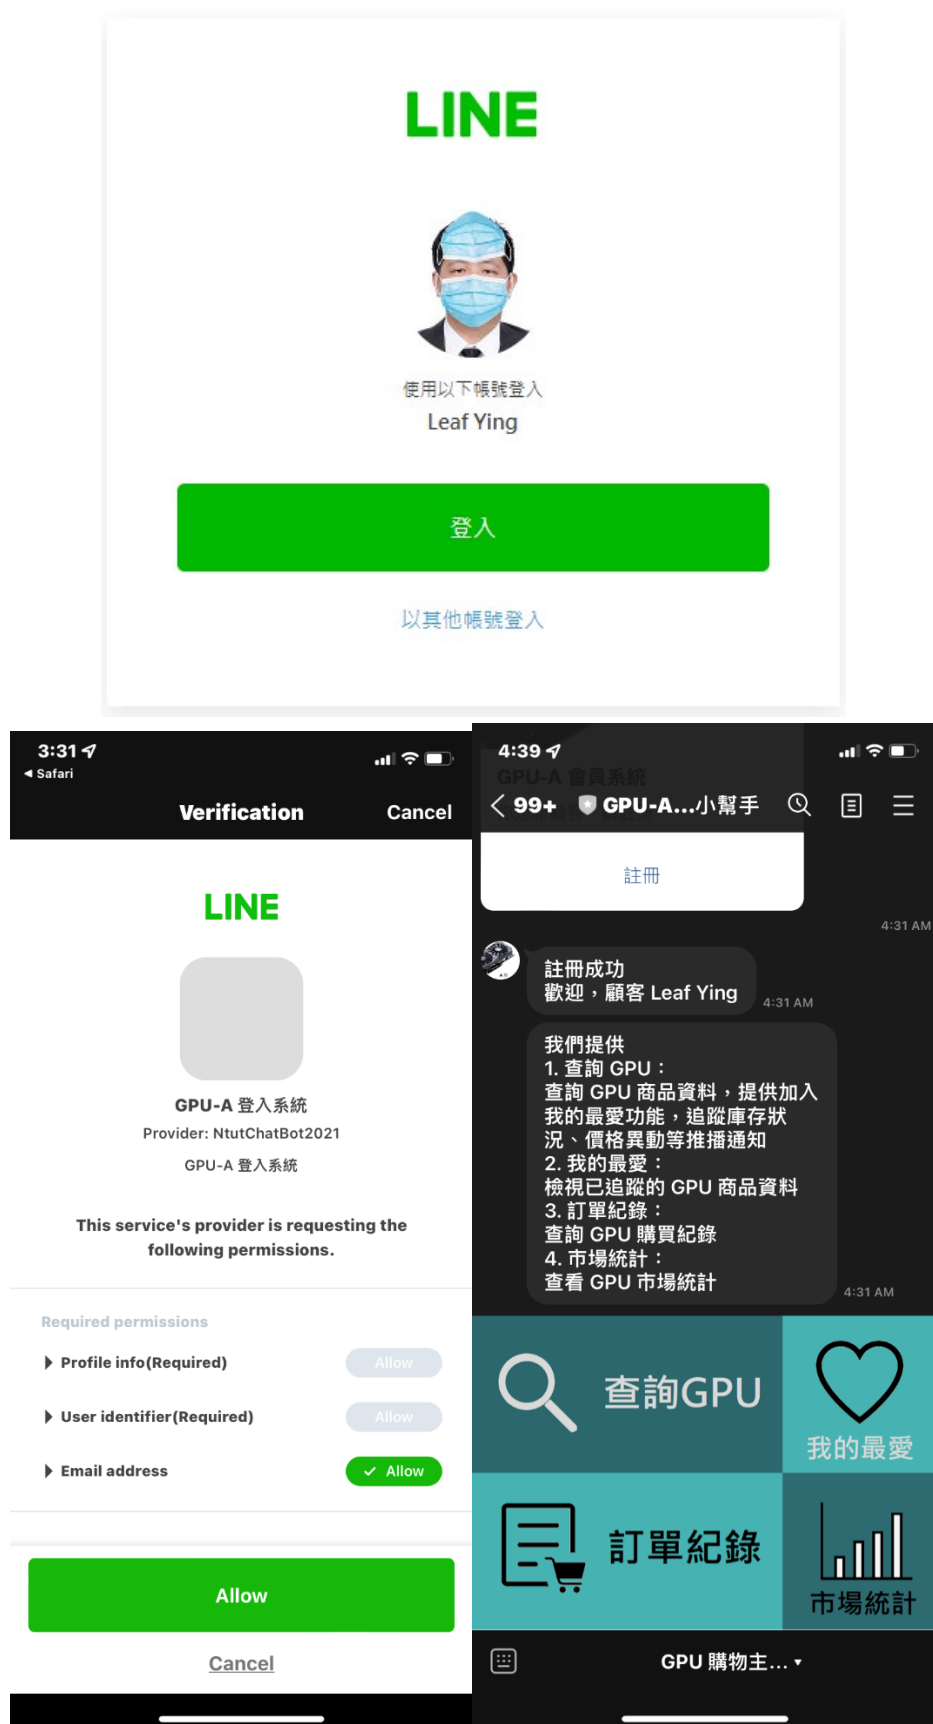 LINE
使用以下帳號登入
Leaf Ying
登入
以其他帳號登入
3:31
Safari
Verification
Cancel
LINE
GPU-A 登入系統
Provider: NtutChatBot2021
GPU-A 登入系統
This service's provider is requesting the
following permissions.
Required permissions
Profile info(Required)
Allow
User identifier(Required)
Allow
Email address
Allow
Allow
Cancel
4:39
GPU-A 會員系統
99+
GPU-A...小幫手
註冊
4:31 AM
註冊成功
歡迎，顧客 Leaf Ying
4:31 AM
我們提供
1. 查詢 GPU：
查詢 GPU 商品資料，提供加入
我的最愛功能，追蹤庫存狀
況、價格異動等推播通知
2. 我的最愛：
檢視已追蹤的 GPU 商品資料
3. 訂單紀錄：
查詢 GPU 購買紀錄
4. 市場統計：
查看 GPU 市場統計
4:31 AM
查詢GPU
我的最愛
訂單紀錄
市場統計
GPU 購物主...